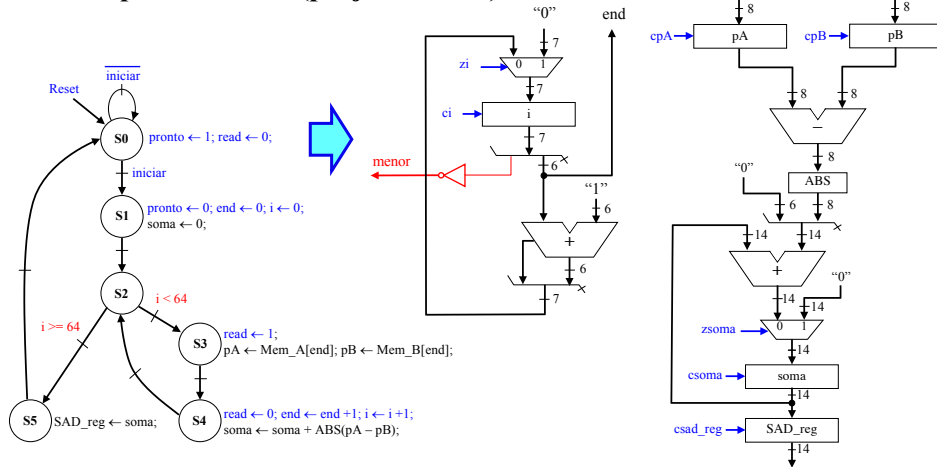 iniciar
Reset
S0
pronto ← 1; read ← 0;
iniciar
S1
pronto ← 0; end ← 0; i ← 0;
soma ← 0;
S2
i < 64
i >= 64
S3
read ← 1;
pA ← Mem_A[end]; pB ← Mem_B[end];
S4
read ← 0; end ← end +1; i ← i +1;
soma ← soma + ABS(pA – pB);
S5
SAD_reg ← soma;
“0”
end
7
zi
0 1
7
ci
i
7
menor
6
“1”
6
+
6
7
8
8
cpA
pA
cpB
pB
8
8
–
8
ABS
“0”
6
8
14
14
+
14
“0”
14
zsoma
0 1
14
csoma
soma
14
csad_reg
SAD_reg
14